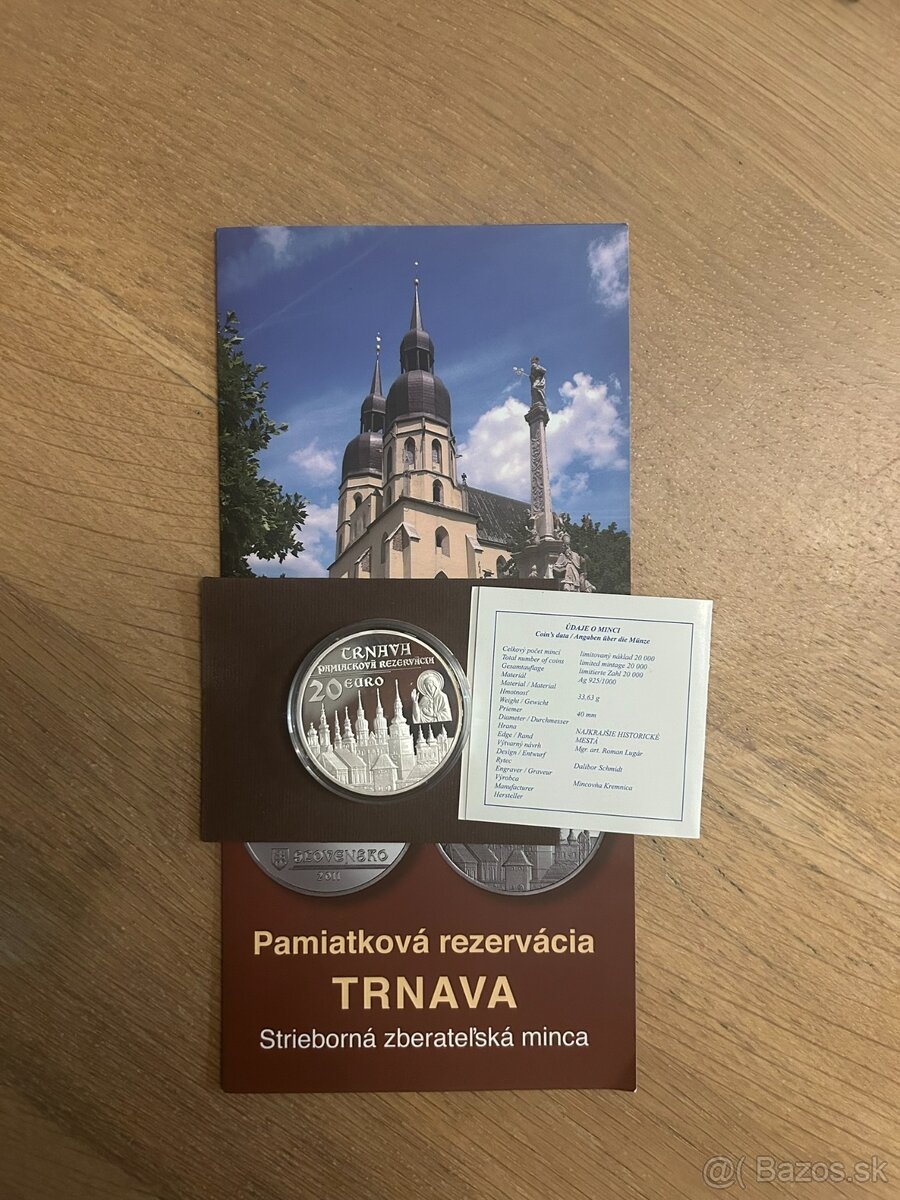 TRNAVA
PAMIATKOVÁ REZERVÁCIA
20 EURO
ÚDAJE O MINCI
Coin's data / Angaben über die Münze
Celkový počet mincí
Total number of coins
Gesamtauflage
Materiál
Material / Material
Hmotnosť
Weight / Gewicht
Priemer
Diameter / Durchmesser
Hrana
Edge / Rand
Výtvarný návrh
Design / Entwurf
Rytec
Engraver / Graveur
Výrobca
Manufacturer
Hersteller
limitovaný náklad 20 000
limited mintage 20 000
limitierte Zahl 20 000
Ag 925/1000
33,63 g
40 mm
NAJKRAJŠIE HISTORICKÉ
MESTÁ
Mgr. art. Roman Lugár
Dalibor Schmidt
Mincovňa Kremnica
SLOVENSKO
2011
Pamiatková rezervácia
TRNAVA
Strieborná zberateľská minca
@( Bazos.sk